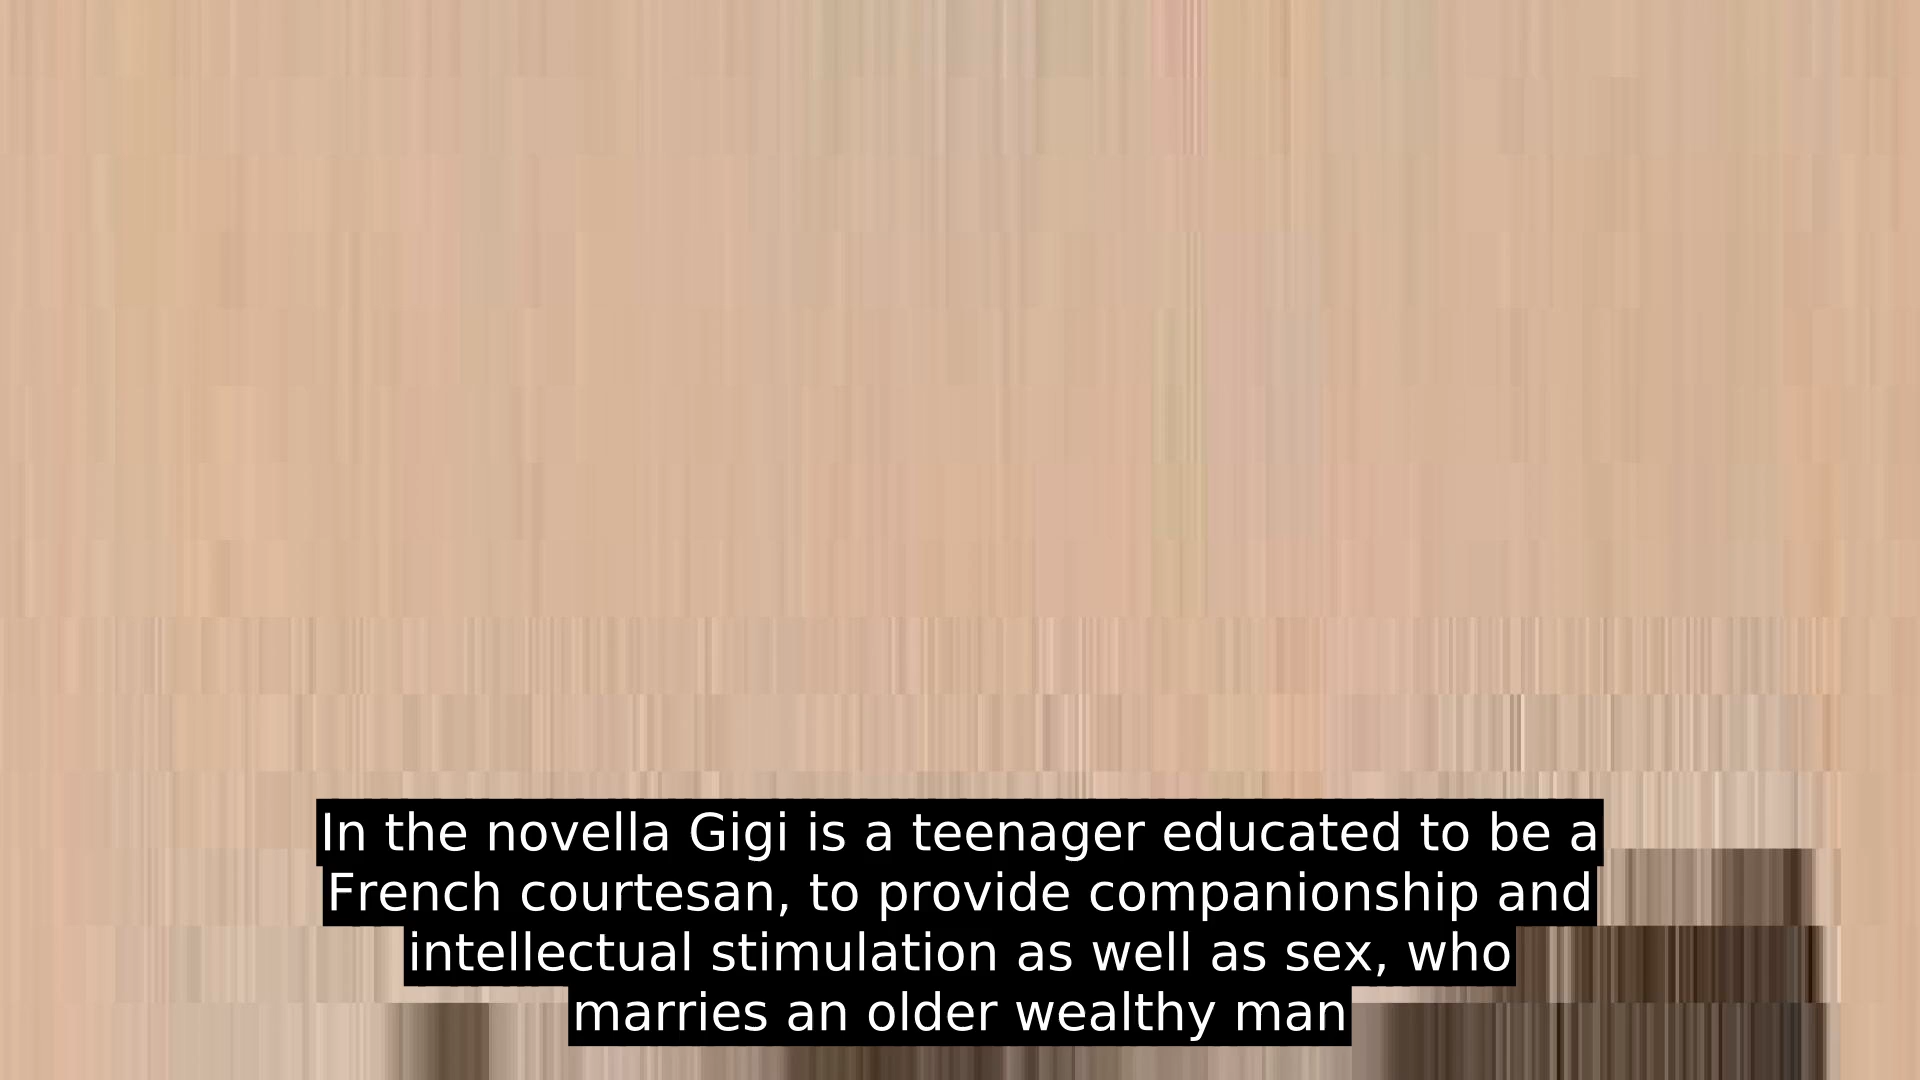 In the novella Gigi is a teenager educated to be a
French courtesan, to provide companionship and
intellectual stimulation as well as sex, who
marries an older wealthy man